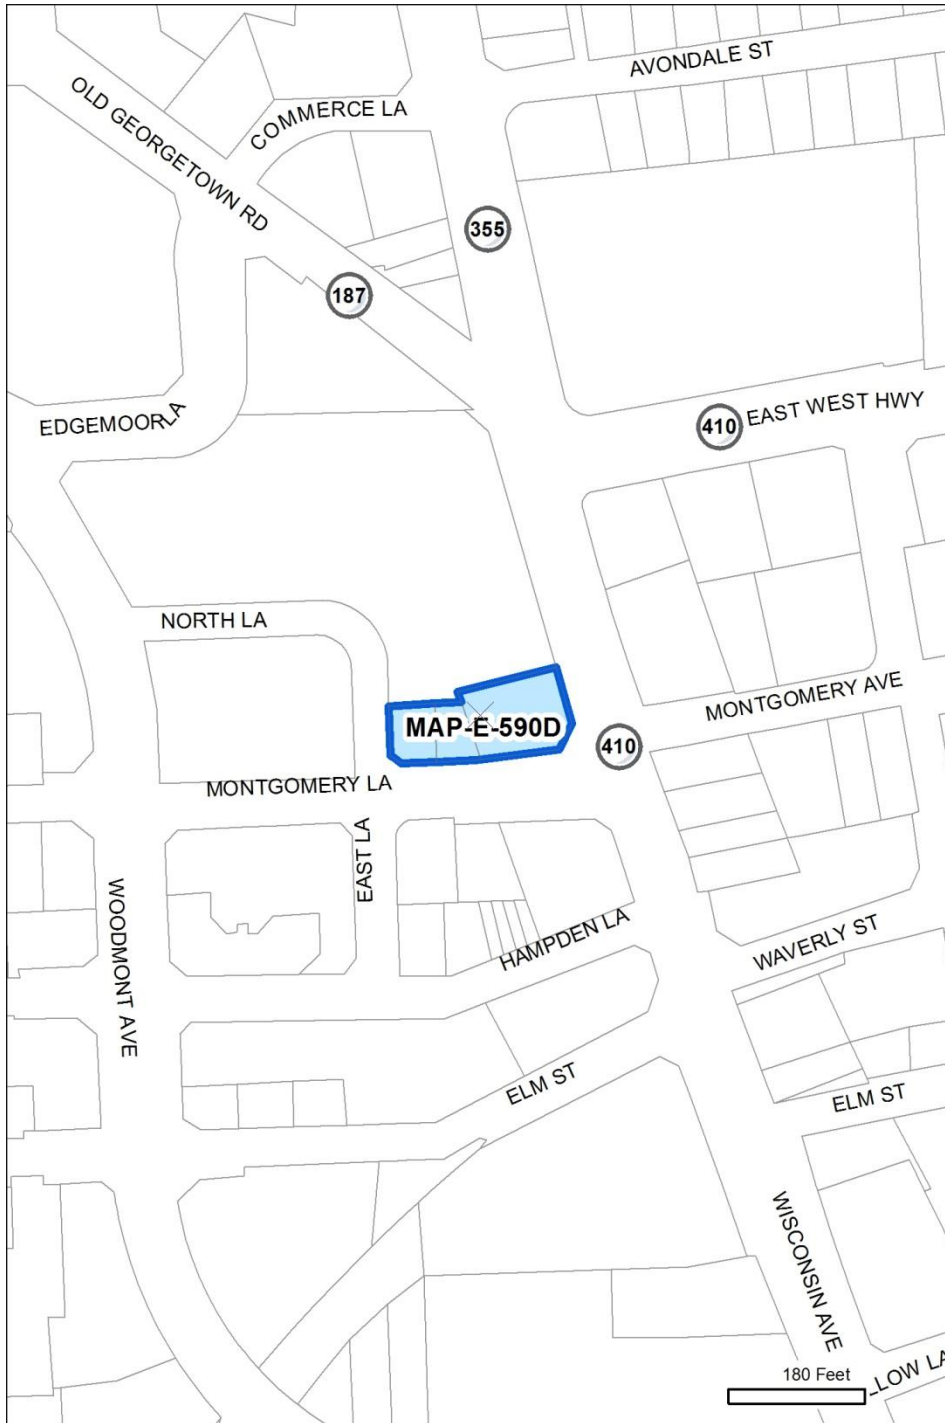 AVONDALE ST
OLD GEORGETOWN RD
COMMERCE LA
355
187
EDGEMOOR LA
410
EAST WEST HWY
NORTH LA
MONTGOMERY AVE
MAP-E-590D
410
MONTGOMERY LA
EAST LA
WOODMONT AVE
HAMPDEN LA
WAVERLY ST
ELM ST
ELM ST
WISCONSIN AVE
180 Feet
LOW LA